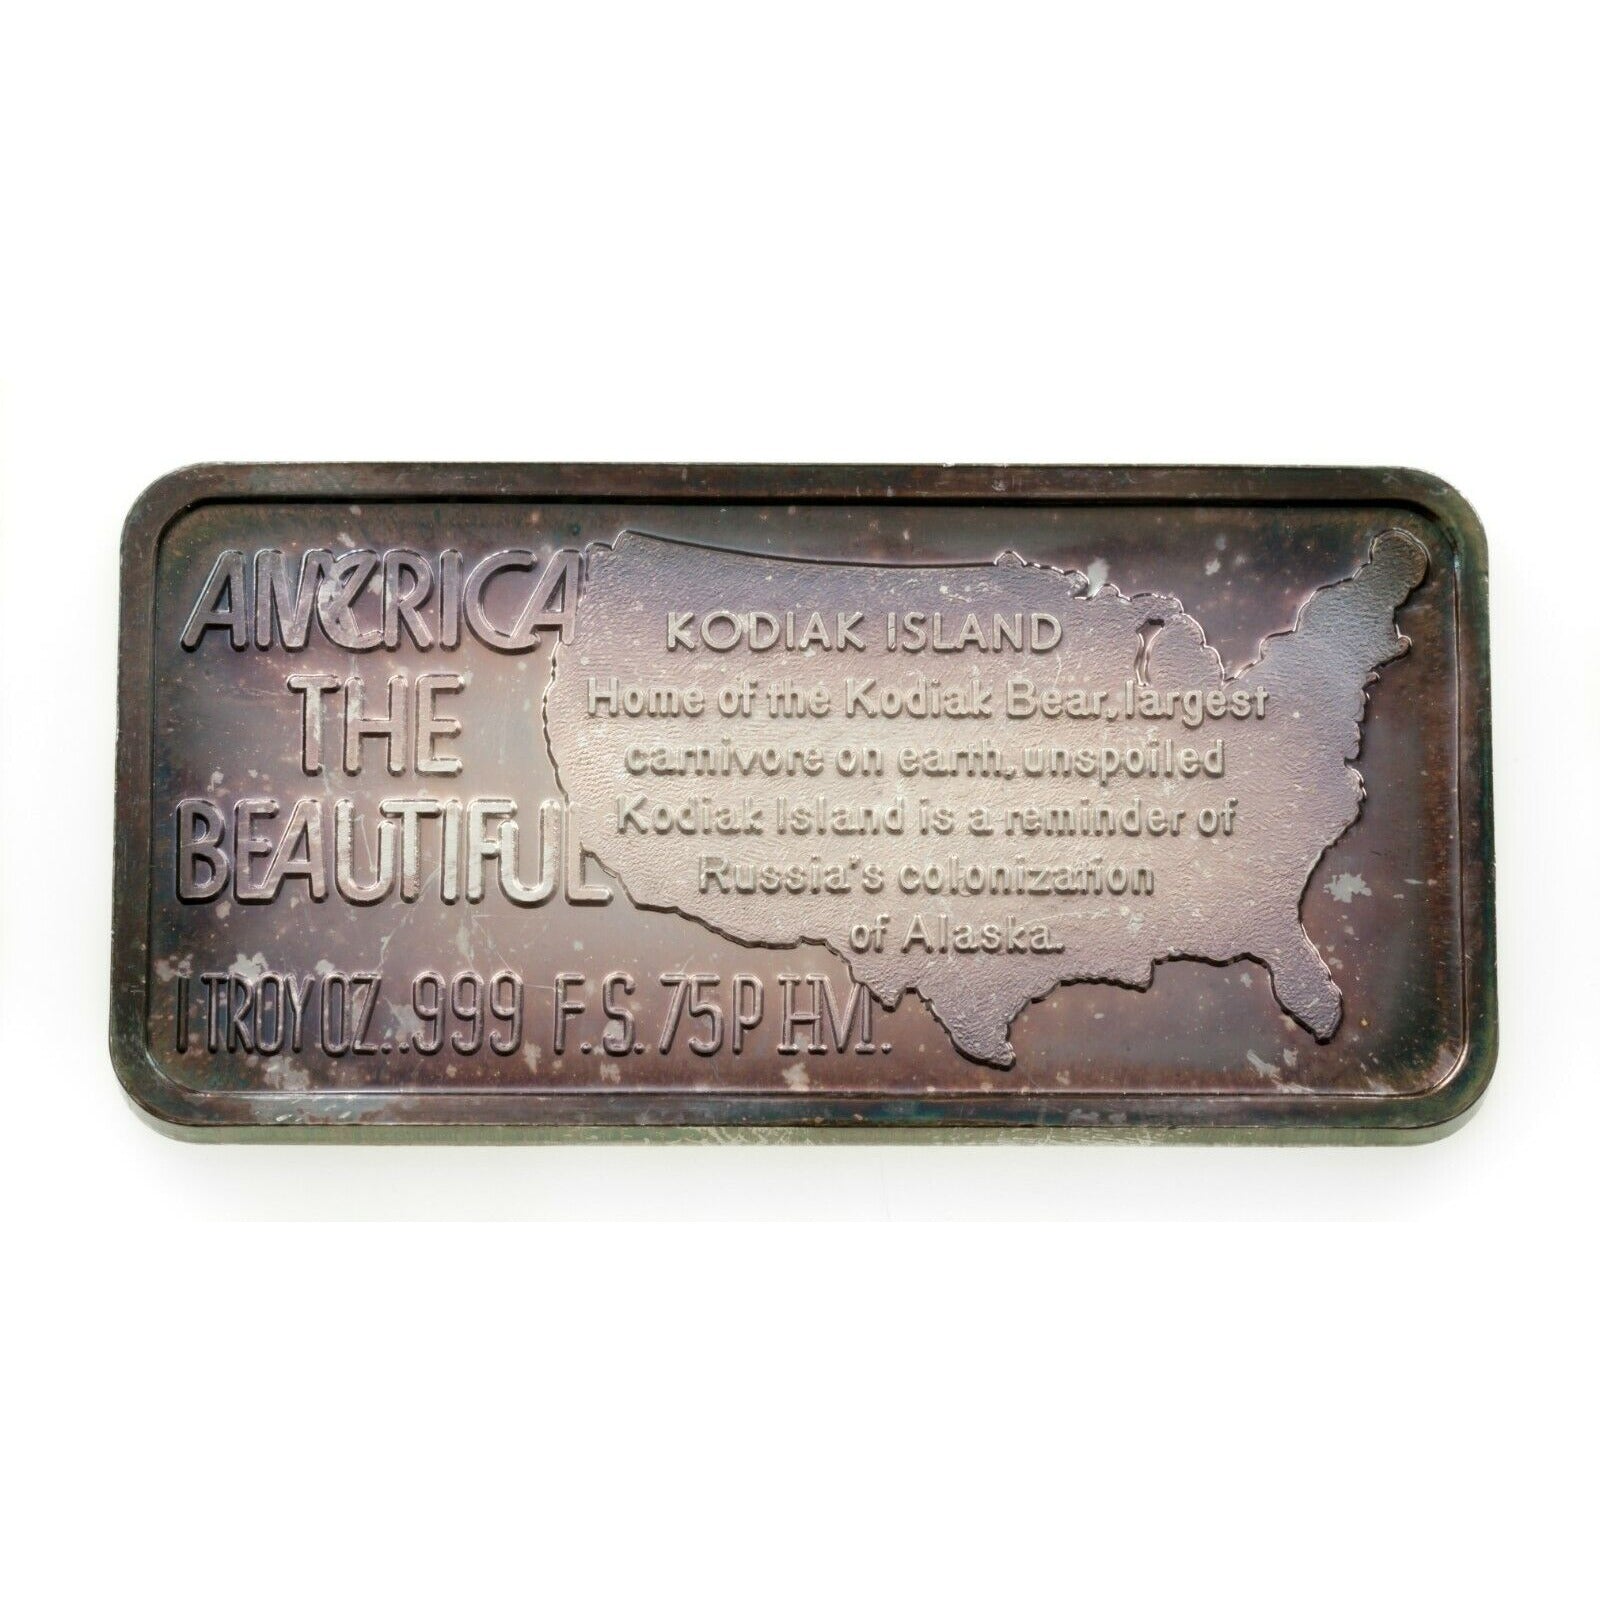 AMERICA
THE
BEAUTIFUL
1 TROY OZ. .999 F.S. 75P HM.
KODIAK ISLAND
Home of the Kodiak Bear, largest
carnivore on earth, unspoiled
Kodiak Island is a reminder of
Russia's colonization
of Alaska.